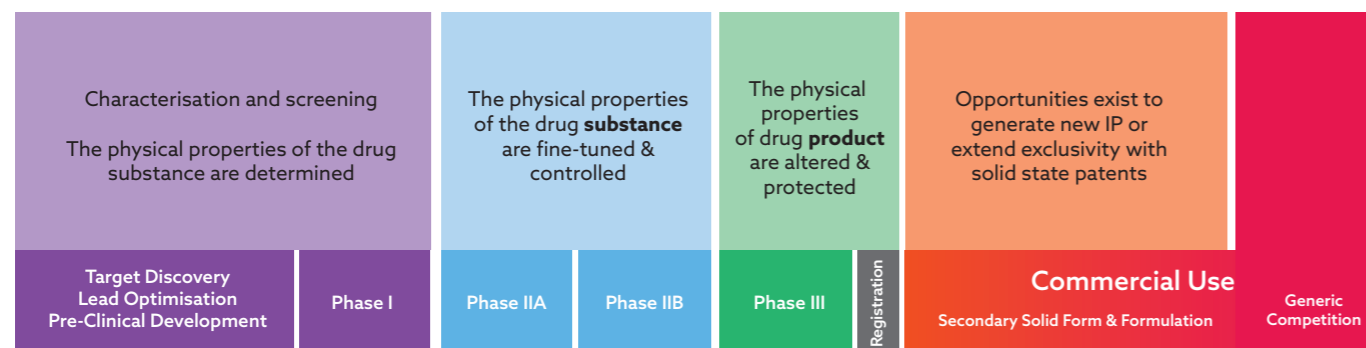 Characterisation and screening
The physical properties of the drug
substance are determined
The physical properties
of the drug substance
are fine-tuned &
controlled
The physical
properties
of drug product
are altered &
protected
Opportunities exist to
generate new IP or
extend exclusivity with
solid state patents
Target Discovery
Lead Optimisation
Pre-Clinical Development
Phase I
Phase IIA
Phase IIB
Phase III
Registration
Commercial Use
Secondary Solid Form & Formulation
Generic
Competition